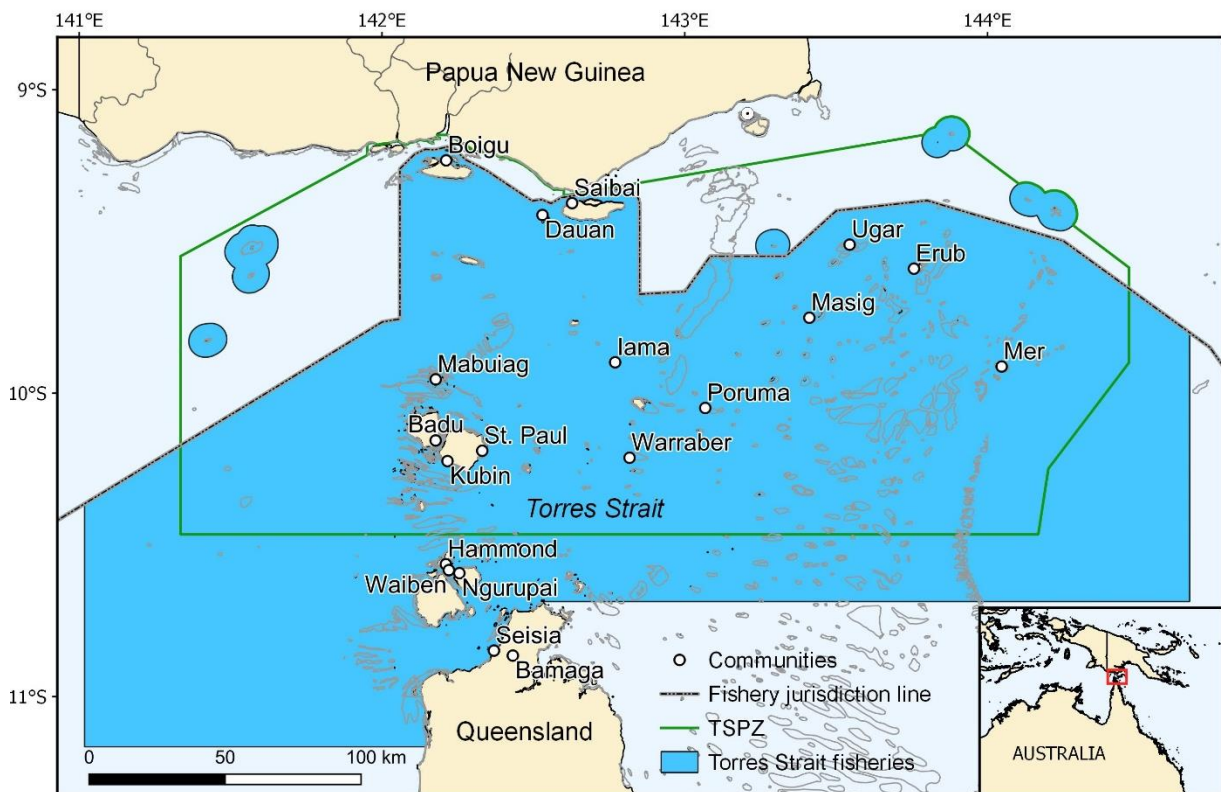 141°E 142°E 143°E 144°E
9°S
Papua New Guinea
Boigu
Saibai
Dauan
Ugar
Erub
Masig
Iama
Mer
Mabuiag
10°S
Poruma
Badu
St. Paul
Warraber
Kubin
Torres Strait
Hammond
Waiben
Ngurupai
Seisia
Bamaga
11°S
Queensland
0 50 100 km
Communities
Fishery jurisdiction line
TSPZ
Torres Strait fisheries
AUSTRALIA